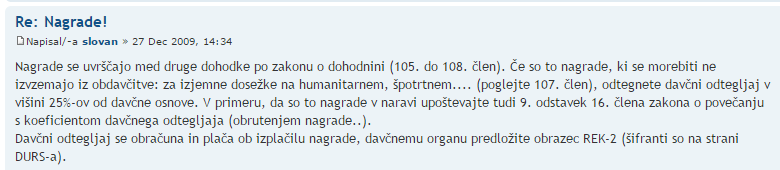 Re: Nagrade!
Napisal/-a slovan » 27 Dec 2009, 14:34
Nagrade se uvrščajo med druge dohodke po zakonu o dohodnini (105. do 108. člen). Če so to nagrade, ki se morebiti ne
izvzemajo iz obdavčitve: za izjemne dosežke na humanitarnem, špotrtnem.... (poglejte 107. člen), odtegnete davčni odtegljaj v
višini 25%-ov od davčne osnove. V primeru, da so to nagrade v naravi upoštevajte tudi 9. odstavek 16. člena zakona o povečanju
s koeficientom davčnega odtegljaja (obrutenjem nagrade..).
Davčni odtegljaj se obračuna in plača ob izplačilu nagrade, davčnemu organu predložite obrazec REK-2 (šifranti so na strani
DURS-a).